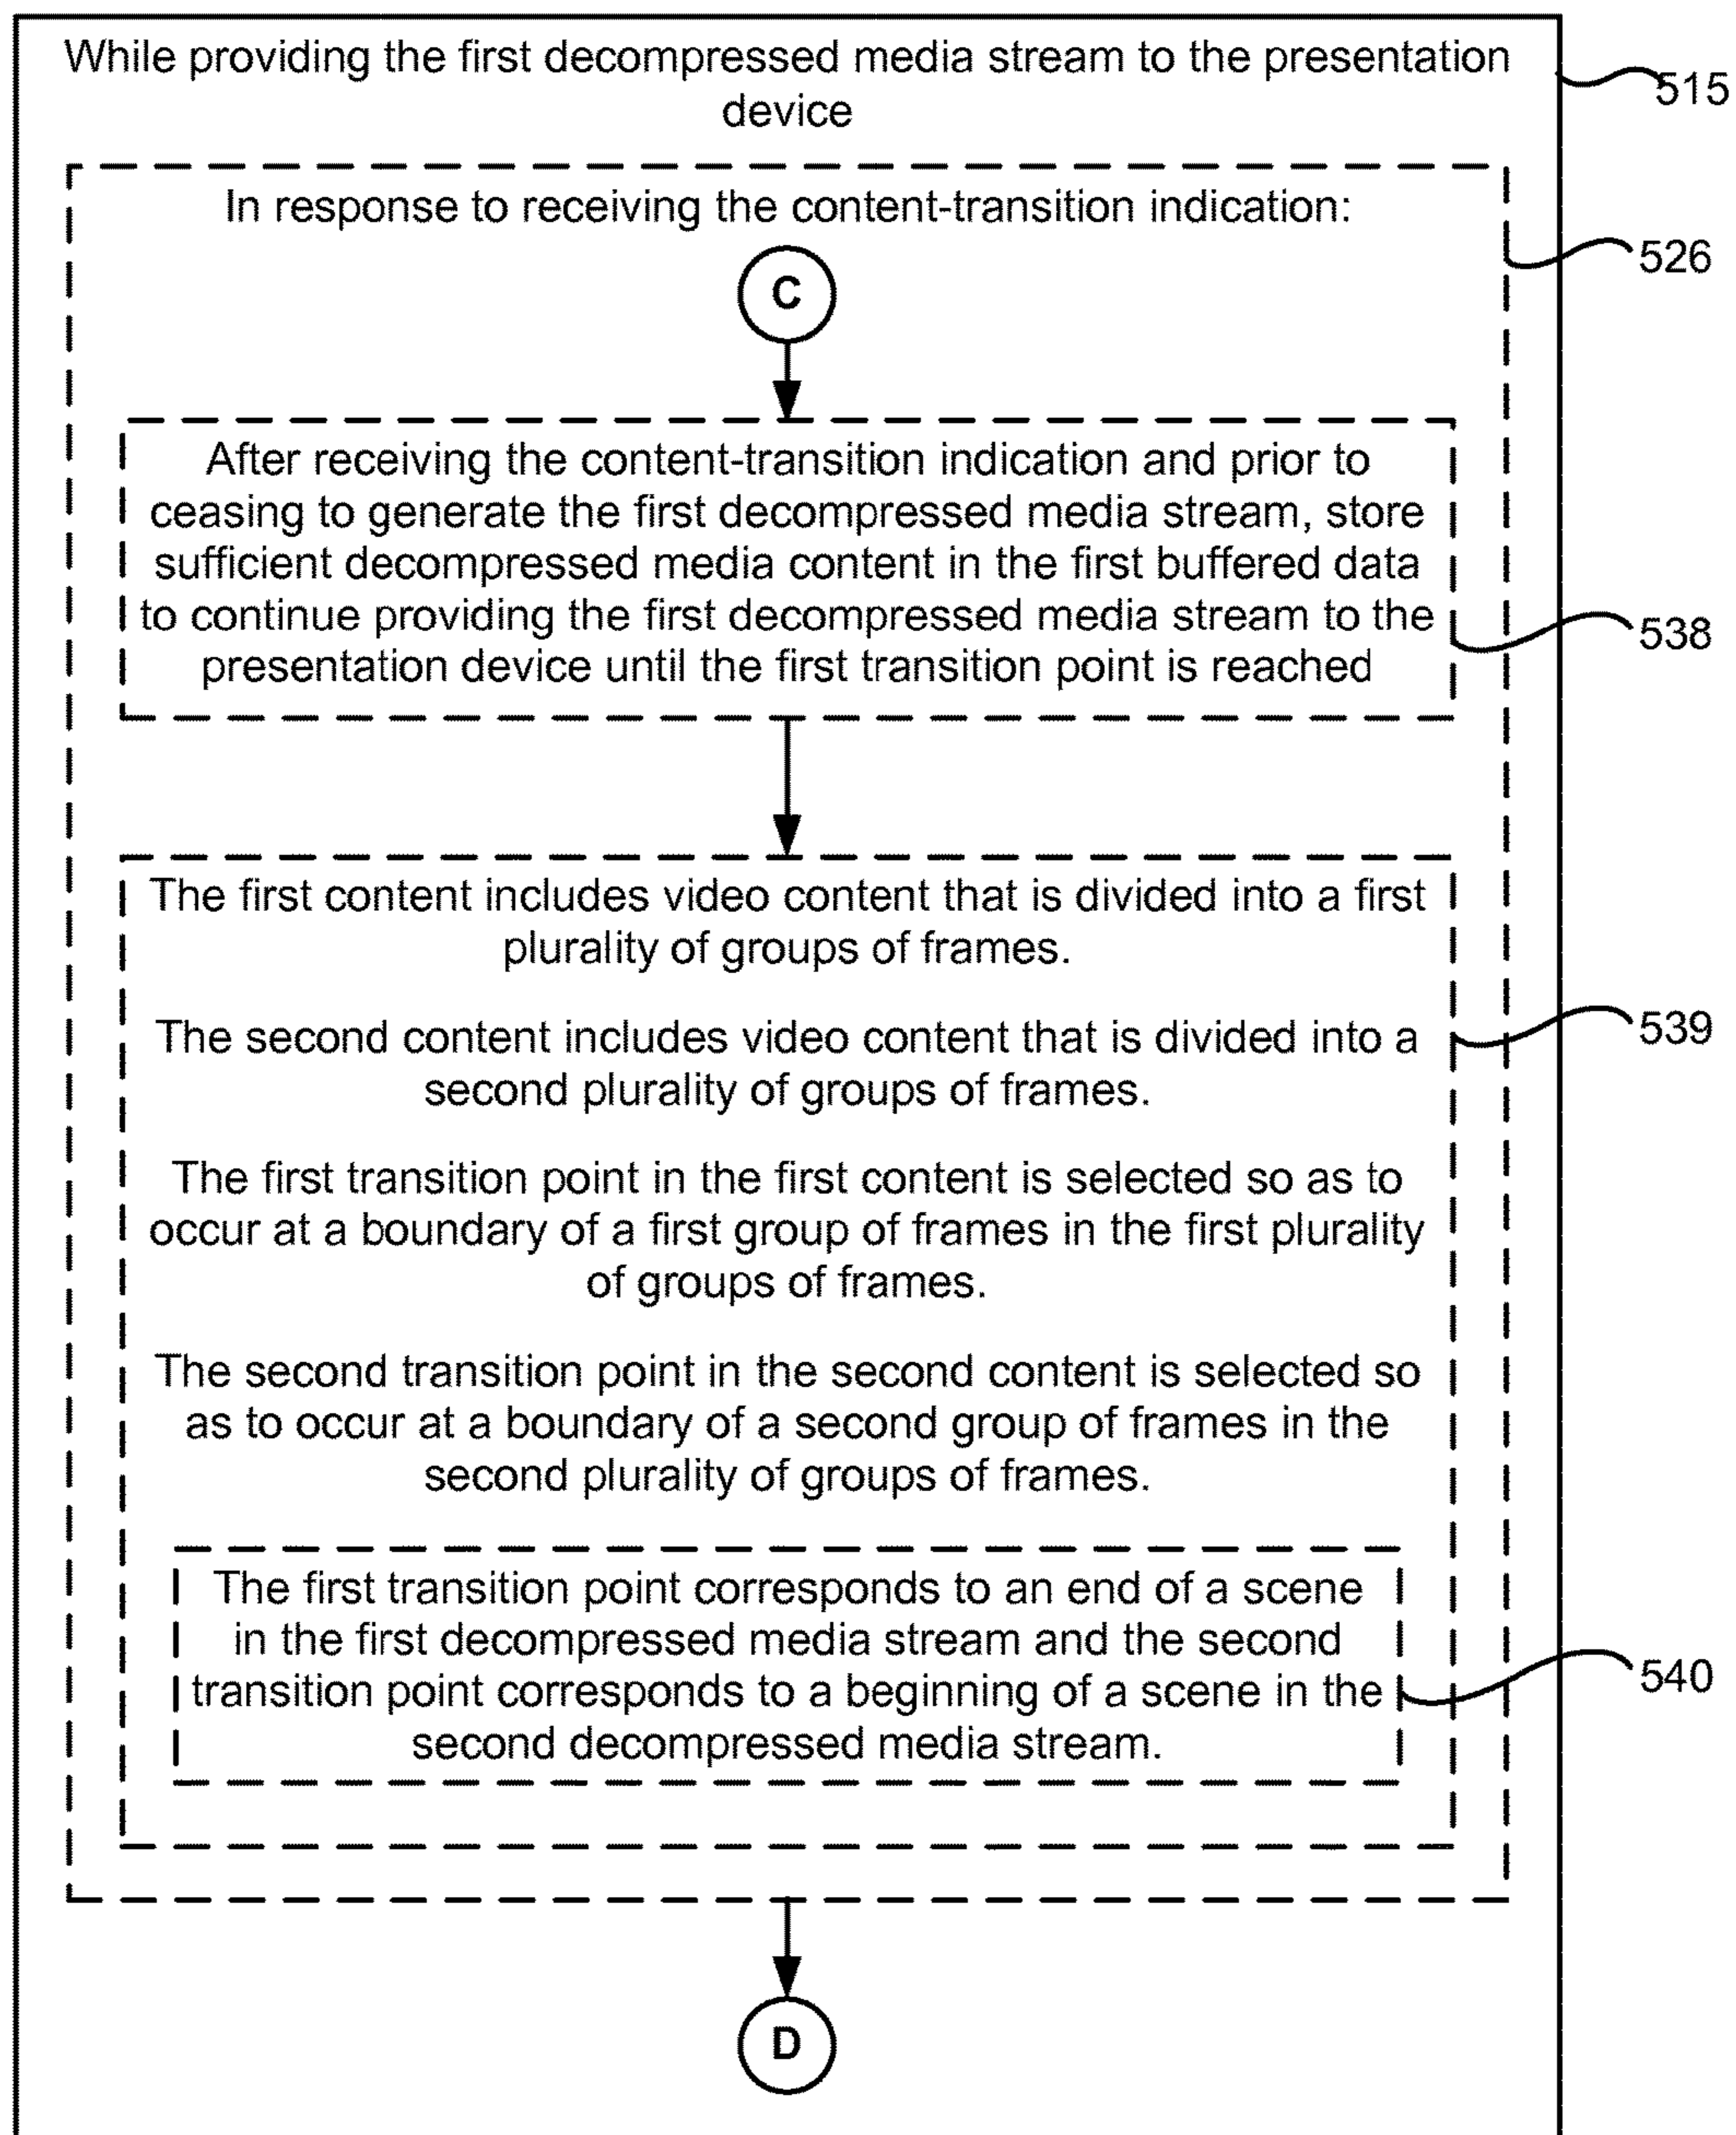 While providing the first decompressed media stream to the presentation
device
515
In response to receiving the content-transition indication:
526
C
After receiving the content-transition indication and prior to
ceasing to generate the first decompressed media stream, store
sufficient decompressed media content in the first buffered data
to continue providing the first decompressed media stream to the
presentation device until the first transition point is reached
538
The first content includes video content that is divided into a first
plurality of groups of frames.
The second content includes video content that is divided into a
second plurality of groups of frames.
539
The first transition point in the first content is selected so as to
occur at a boundary of a first group of frames in the first plurality
of groups of frames.
The second transition point in the second content is selected so
as to occur at a boundary of a second group of frames in the
second plurality of groups of frames.
The first transition point corresponds to an end of a scene
in the first decompressed media stream and the second
transition point corresponds to a beginning of a scene in the
second decompressed media stream.
540
D